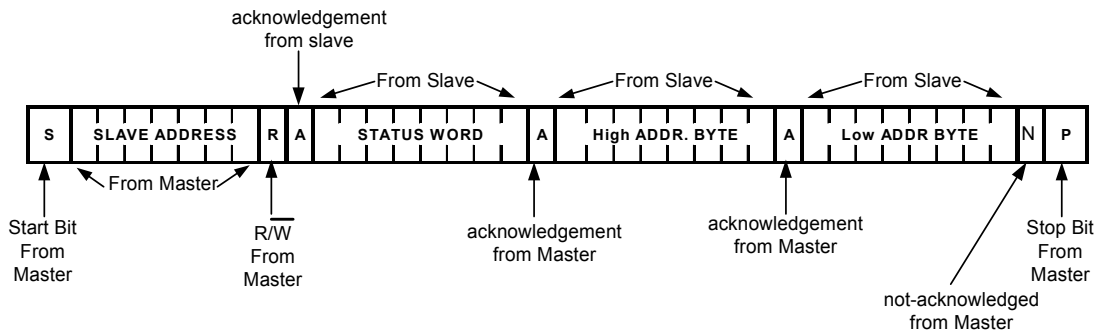 acknowledgement
from slave
From Slave
From Slave
From Slave
S SLAVE ADDRESS R A STATUS WORD A High ADDR. BYTE A Low ADDR BYTE N P
From Master
Start Bit
From
Master
R/W
From
Master
acknowledgement
from Master
acknowledgement
from Master
Stop Bit
From
Master
not-acknowledged
from Master